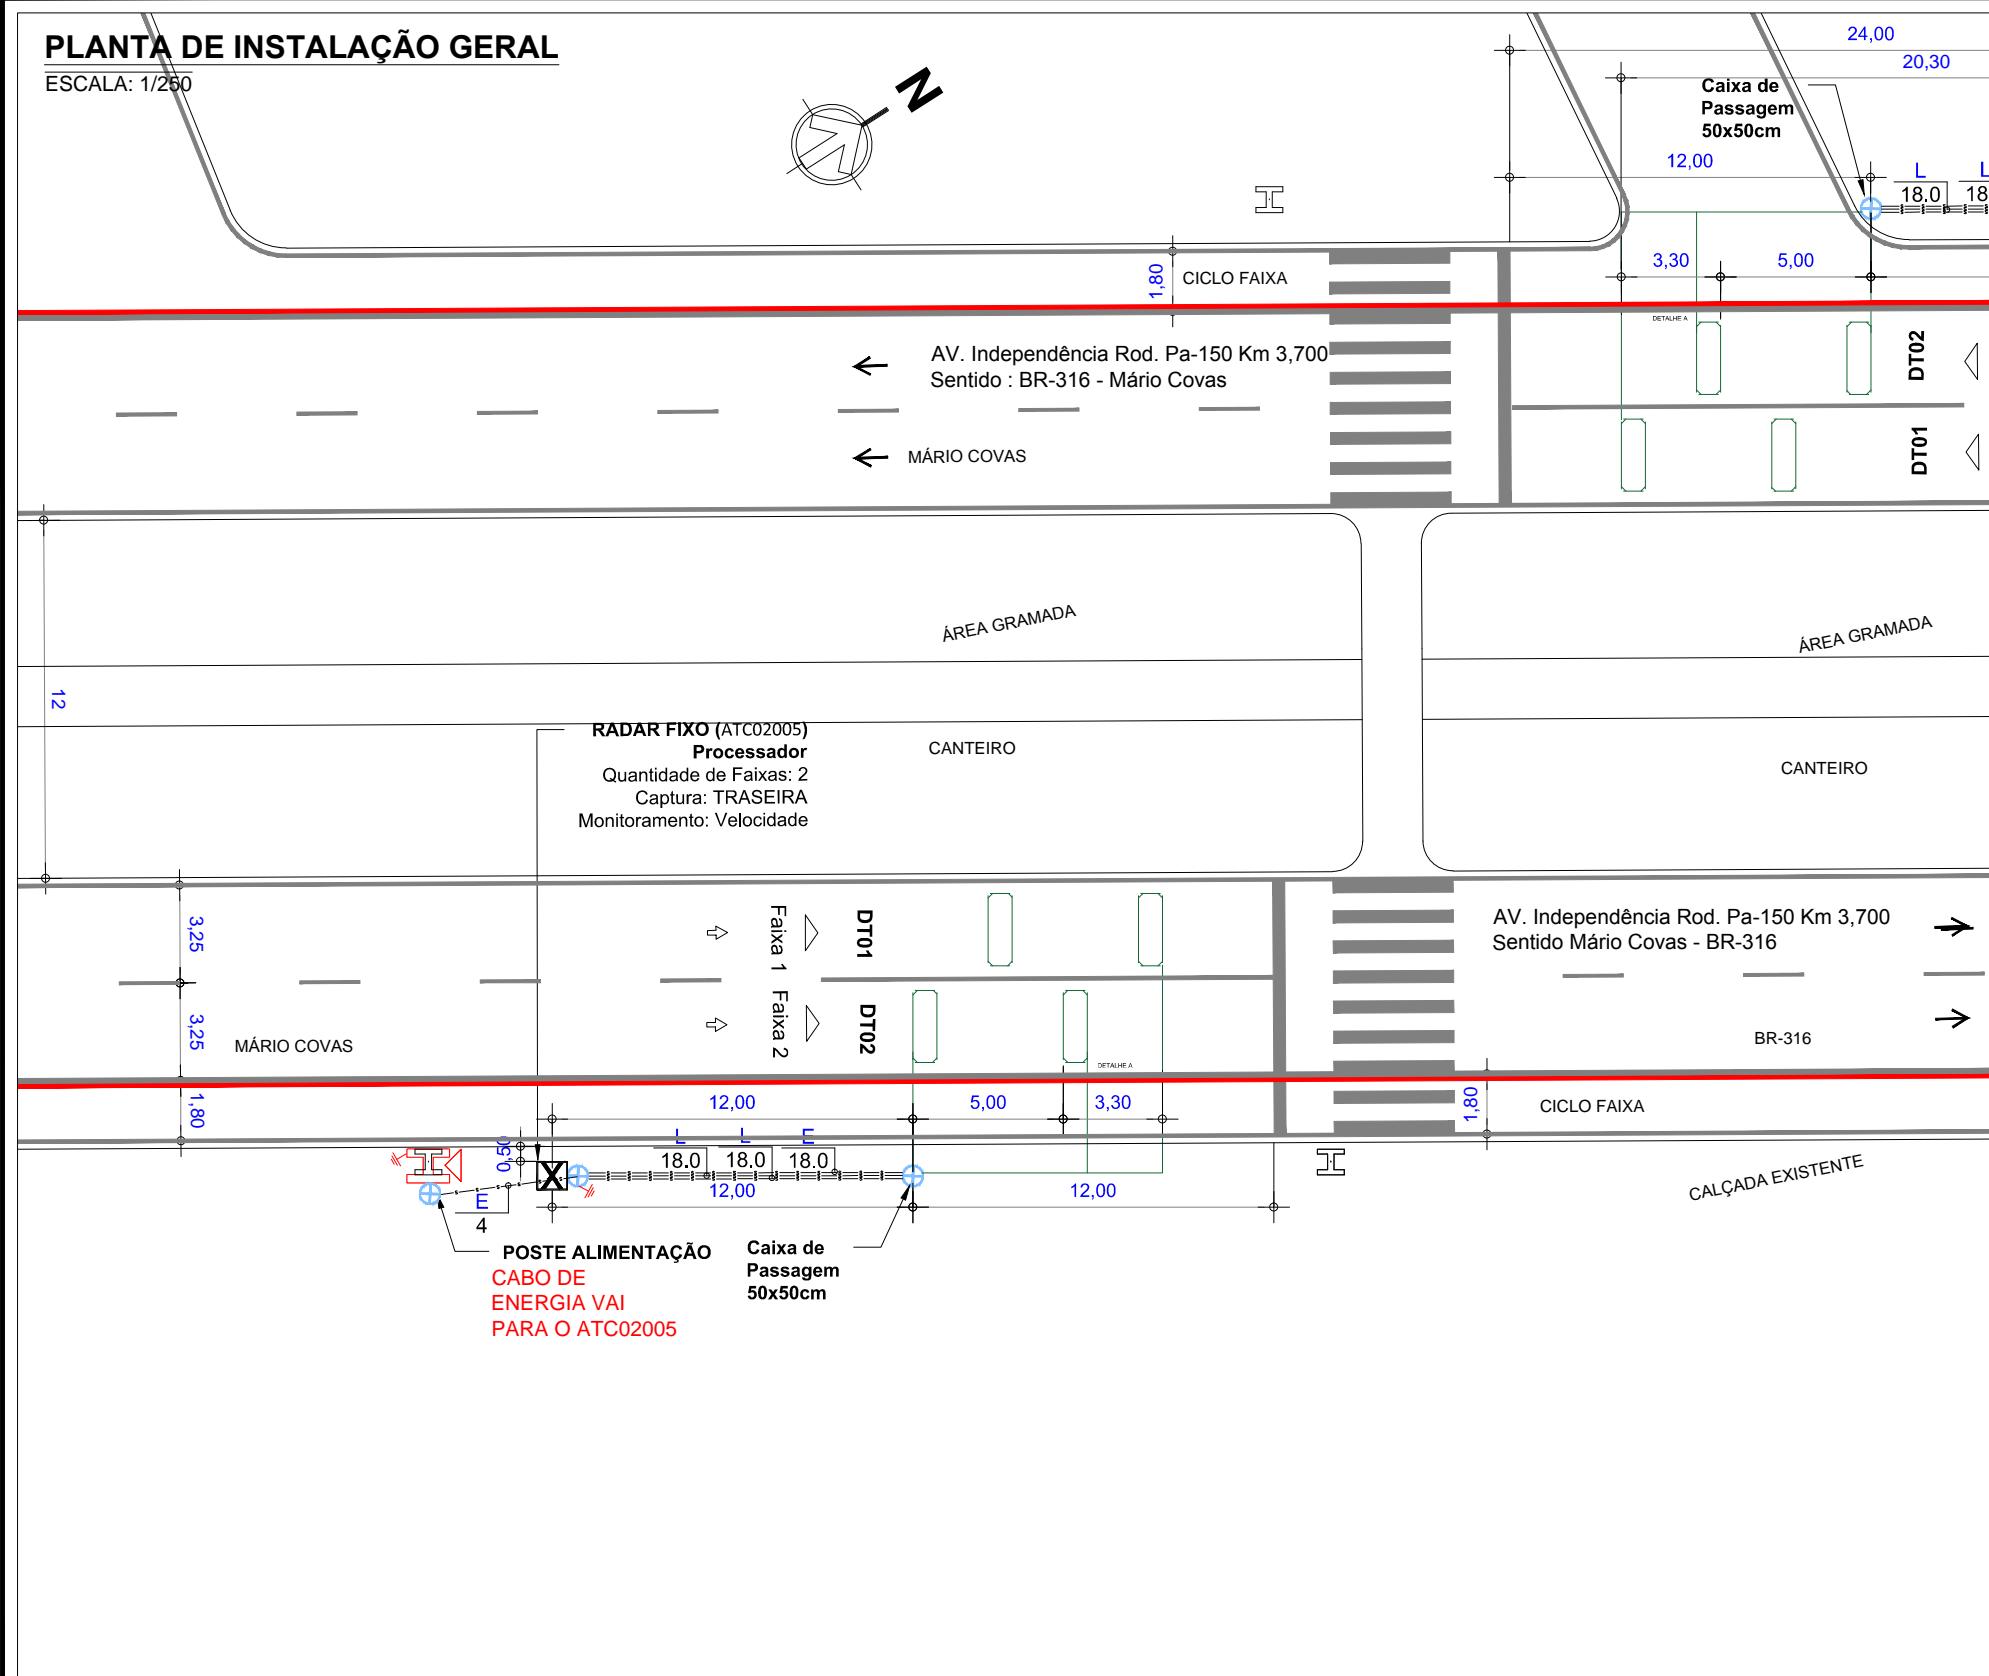 PLANTA DE INSTALAÇÃO GERAL
ESCALA: 1/250
N
24,00
20,30
Caixa de
Passagem
50x50cm
12,00
L
18.0
L
18
3,30
5,00
1,80
CICLO FAIXA
DETALHE A
AV. Independência Rod. Pa-150 Km 3,700
Sentido : BR-316 - Mário Covas
DT02
MÁRIO COVAS
DT01
ÁREA GRAMADA
ÁREA GRAMADA
12
RADAR FIXO (ATC02005)
Processador
Quantidade de Faixas: 2
Captura: TRASEIRA
Monitoramento: Velocidade
CANTEIRO
CANTEIRO
3,25
Faixa 1
DT01
AV. Independência Rod. Pa-150 Km 3,700
Sentido Mário Covas - BR-316
3,25
Faixa 2
DT02
MÁRIO COVAS
BR-316
DETALHE A
1,80
12,00
5,00
3,30
1,80
CICLO FAIXA
0,50
L
18.0
L
18.0
E
18.0
X
12,00
12,00
CALÇADA EXISTENTE
E
4
POSTE ALIMENTAÇÃO
CABO DE
ENERGIA VAI
PARA O ATC02005
Caixa de
Passagem
50x50cm